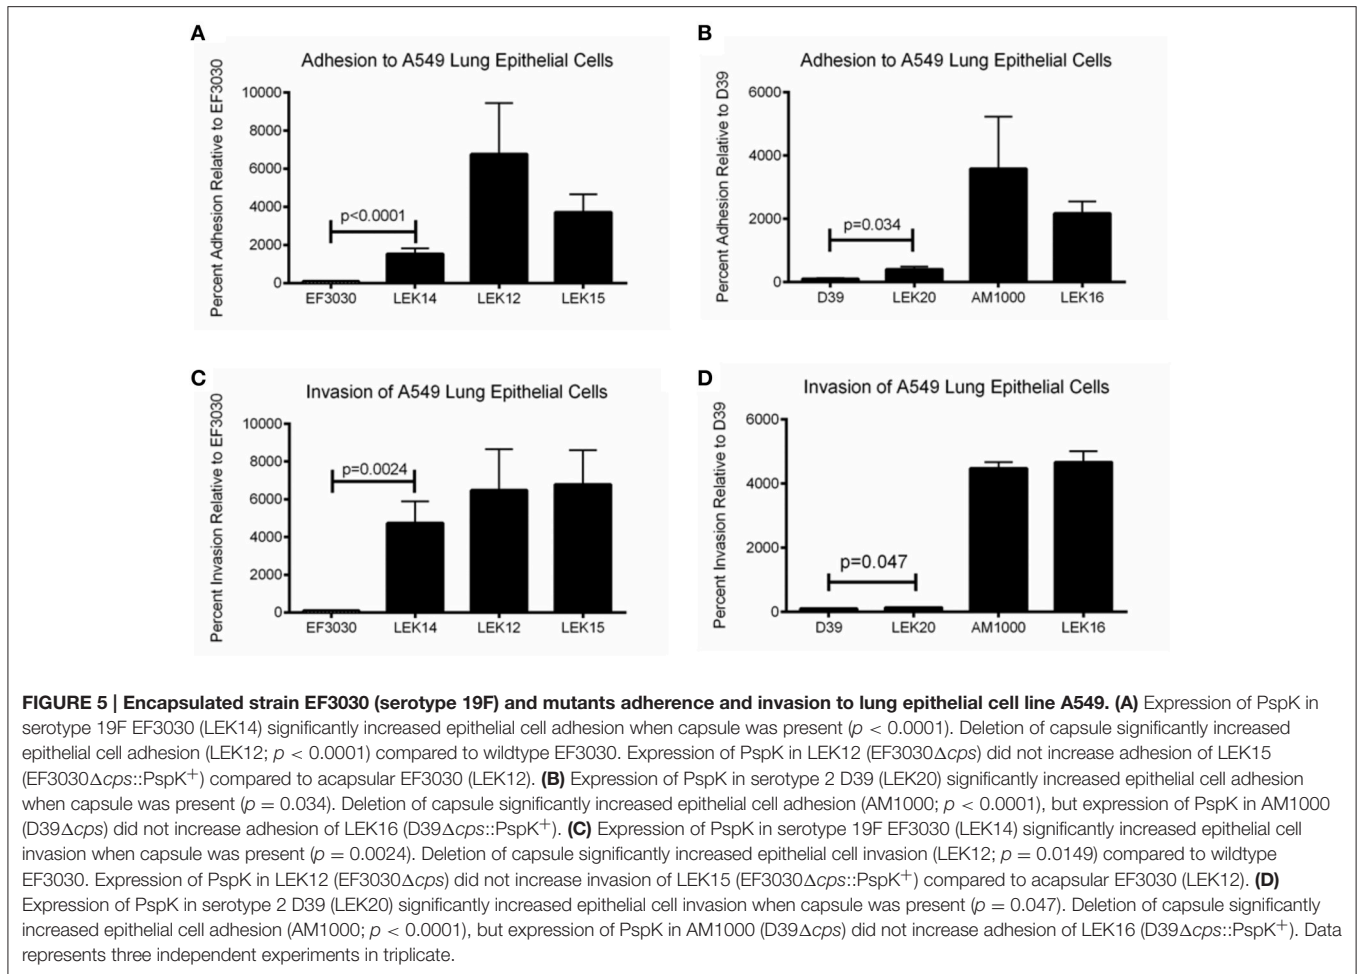 A
Adhesion to A549 Lung Epithelial Cells
Percent Adhesion Relative to EF3030
10000
8000
6000
4000
2000
0
p<0.0001
EF3030 LEK14 LEK12 LEK15
B
Adhesion to A549 Lung Epithelial Cells
Percent Adhesion Relative to D39
6000
4000
2000
0
p=0.034
D39 LEK20 AM1000 LEK16
C
Invasion of A549 Lung Epithelial Cells
Percent Invasion Relative to EF3030
10000
8000
6000
4000
2000
0
p=0.0024
EF3030 LEK14 LEK12 LEK15
D
Invasion of A549 Lung Epithelial Cells
Percent Invasion Relative to D39
6000
4000
2000
0
p=0.047
D39 LEK20 AM1000 LEK16
FIGURE 5 | Encapsulated strain EF3030 (serotype 19F) and mutants adherence and invasion to lung epithelial cell line A549. (A) Expression of PspK in
serotype 19F EF3030 (LEK14) significantly increased epithelial cell adhesion when capsule was present (p < 0.0001). Deletion of capsule significantly increased
epithelial cell adhesion (LEK12; p < 0.0001) compared to wildtype EF3030. Expression of PspK in LEK12 (EF3030Δcps) did not increase adhesion of LEK15
(EF3030Δcps::PspK⁺) compared to acapsular EF3030 (LEK12). (B) Expression of PspK in serotype 2 D39 (LEK20) significantly increased epithelial cell adhesion
when capsule was present (p = 0.034). Deletion of capsule significantly increased epithelial cell adhesion (AM1000; p < 0.0001), but expression of PspK in AM1000
(D39Δcps) did not increase adhesion of LEK16 (D39Δcps::PspK⁺). (C) Expression of PspK in serotype 19F EF3030 (LEK14) significantly increased epithelial cell
invasion when capsule was present (p = 0.0024). Deletion of capsule significantly increased epithelial cell invasion (LEK12; p = 0.0149) compared to wildtype
EF3030. Expression of PspK in LEK12 (EF3030Δcps) did not increase invasion of LEK15 (EF3030Δcps::PspK⁺) compared to acapsular EF3030 (LEK12). (D)
Expression of PspK in serotype 2 D39 (LEK20) significantly increased epithelial cell invasion when capsule was present (p = 0.047). Deletion of capsule significantly
increased epithelial cell adhesion (AM1000; p < 0.0001), but expression of PspK in AM1000 (D39Δcps) did not increase adhesion of LEK16 (D39Δcps::PspK⁺). Data
represents three independent experiments in triplicate.